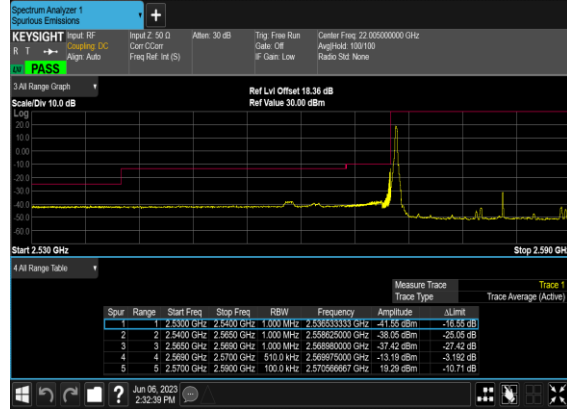 Spectrum Analyzer 1
Spurious Emissions
KEYSIGHT Input: RF Input Z: 50 Ω Atten: 30 dB Trig: Free Run Center Freq: 22.005000000 GHz
R T Coupling: DC Corr CCorr Gate: Off Avg|Hold: 100/100
Align: Auto Freq Ref: Int (S) IF Gain: Low Radio Std: None
PASS
3 All Range Graph
Ref Lvl Offset 18.36 dB
Scale/Div 10.0 dB Ref Value 30.00 dBm
Log
20.0
10.0
0.00
-10.0
-20.0
-30.0
-40.0
-50.0
-60.0
Start 2.530 GHz Stop 2.590 GHz
4 All Range Table
Measure Trace Trace 1
Trace Type Trace Average (Active)
Spur Range Start Freq Stop Freq RBW Frequency Amplitude ΔLimit
1 1 2.5300 GHz 2.5400 GHz 1.000 MHz 2.536533333 GHz -41.55 dBm -16.55 dB
2 2 2.5400 GHz 2.5650 GHz 1.000 MHz 2.558625000 GHz -38.05 dBm -25.05 dB
3 3 2.5650 GHz 2.5690 GHz 1.000 MHz 2.568980000 GHz -37.42 dBm -27.42 dB
4 4 2.5690 GHz 2.5700 GHz 510.0 kHz 2.569975000 GHz -13.19 dBm -3.192 dB
5 5 2.5700 GHz 2.5900 GHz 100.0 kHz 2.570566667 GHz 19.29 dBm -10.71 dB
Jun 06, 2023
2:32:39 PM